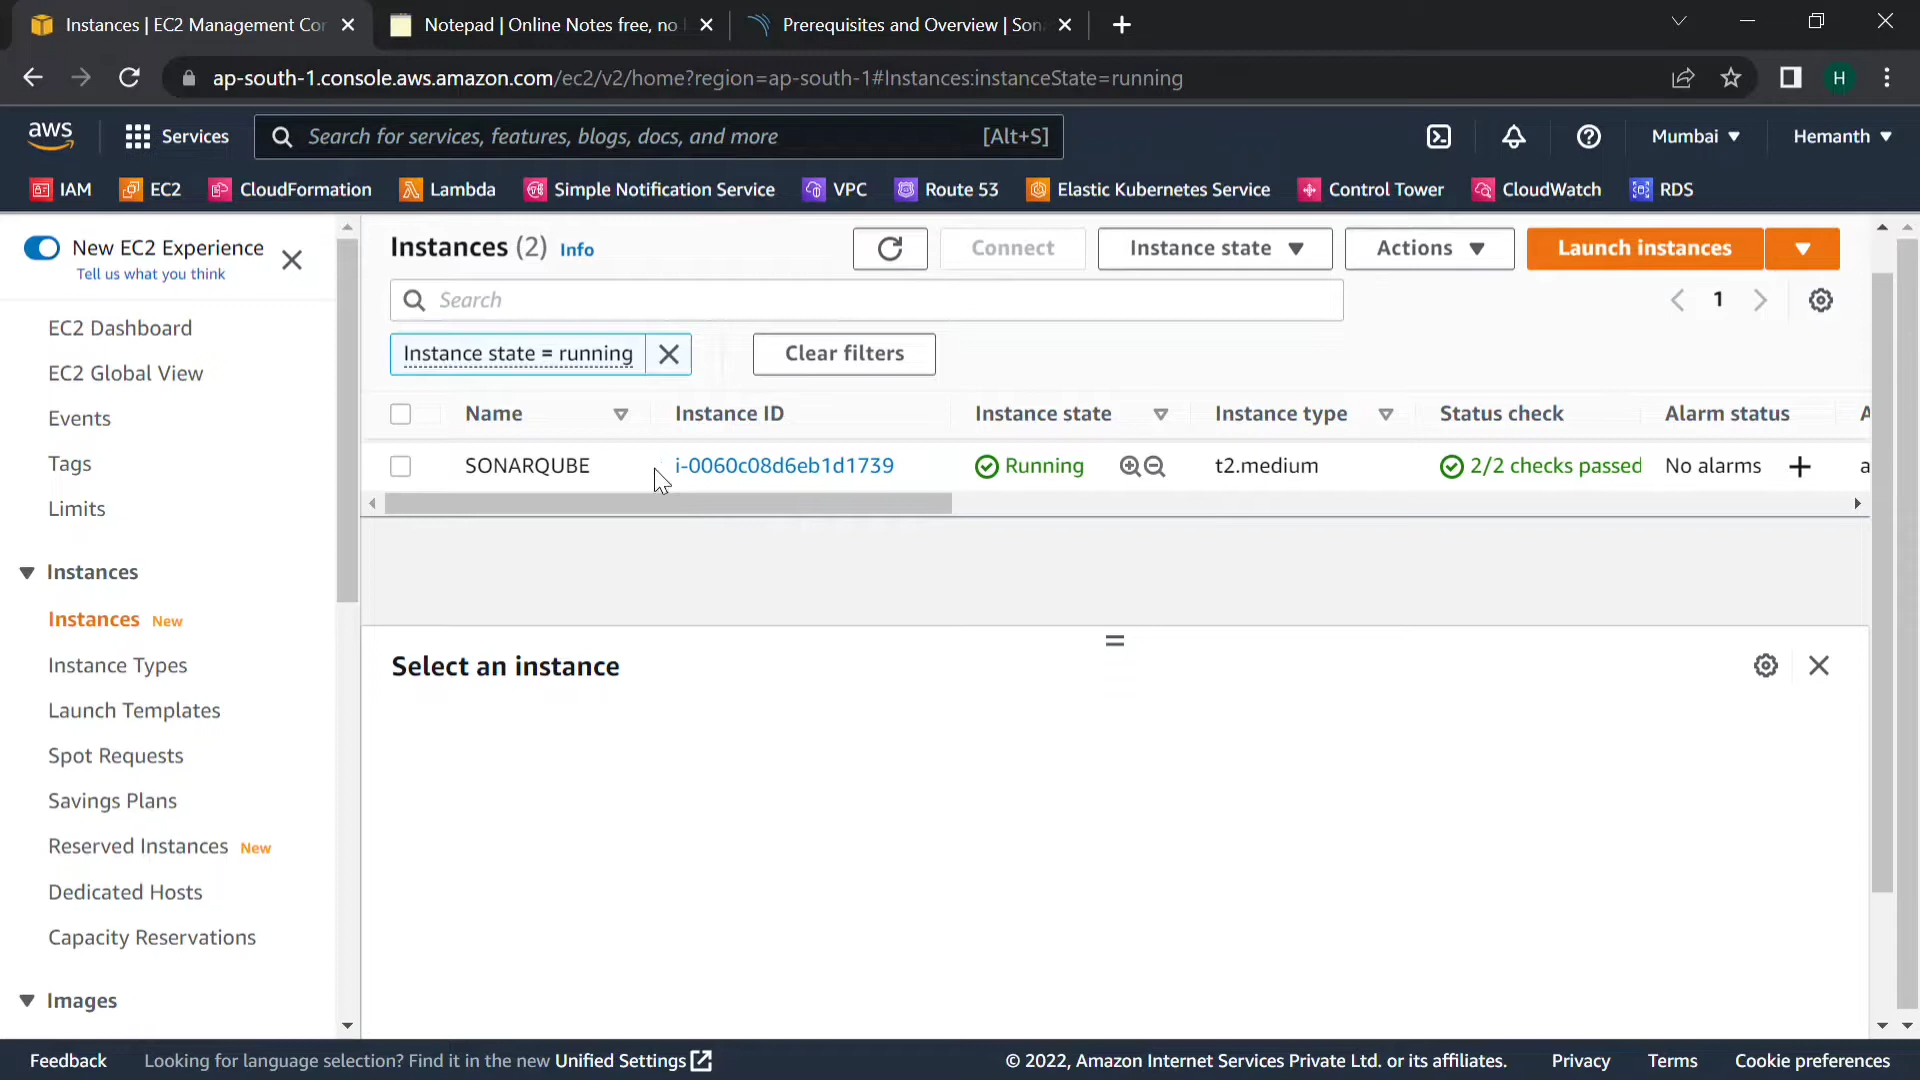 Instances | EC2 Management Cor
Notepad | Online Notes free, no
Prerequisites and Overview | Son
ap-south-1.console.aws.amazon.com/ec2/v2/home?region=ap-south-1#Instances:instanceState=running
H
aws
Services
Search for services, features, blogs, docs, and more
[Alt+S]
Mumbai
Hemanth
IAM
EC2
CloudFormation
Lambda
Simple Notification Service
VPC
Route 53
Elastic Kubernetes Service
Control Tower
CloudWatch
RDS
New EC2 Experience
Tell us what you think
EC2 Dashboard
EC2 Global View
Events
Tags
Limits
Instances
Instances New
Instance Types
Launch Templates
Spot Requests
Savings Plans
Reserved Instances New
Dedicated Hosts
Capacity Reservations
Images
Instances (2) Info
Connect
Instance state
Actions
Launch instances
Search
1
Instance state = running
Clear filters
Name
Instance ID
Instance state
Instance type
Status check
Alarm status
A
SONARQUBE
i-0060c08d6eb1d1739
Running
t2.medium
2/2 checks passed
No alarms
a
Select an instance
Feedback
Looking for language selection? Find it in the new Unified Settings
© 2022, Amazon Internet Services Private Ltd. or its affiliates.
Privacy
Terms
Cookie preferences